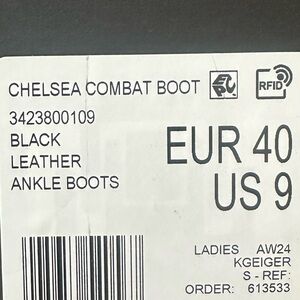 CHELSEA COMBAT BOOT
RFID
3423800109
BLACK
LEATHER
ANKLE BOOTS
EUR 40
US 9
LADIES AW24
KGEIGER
S - REF:
ORDER: 613533